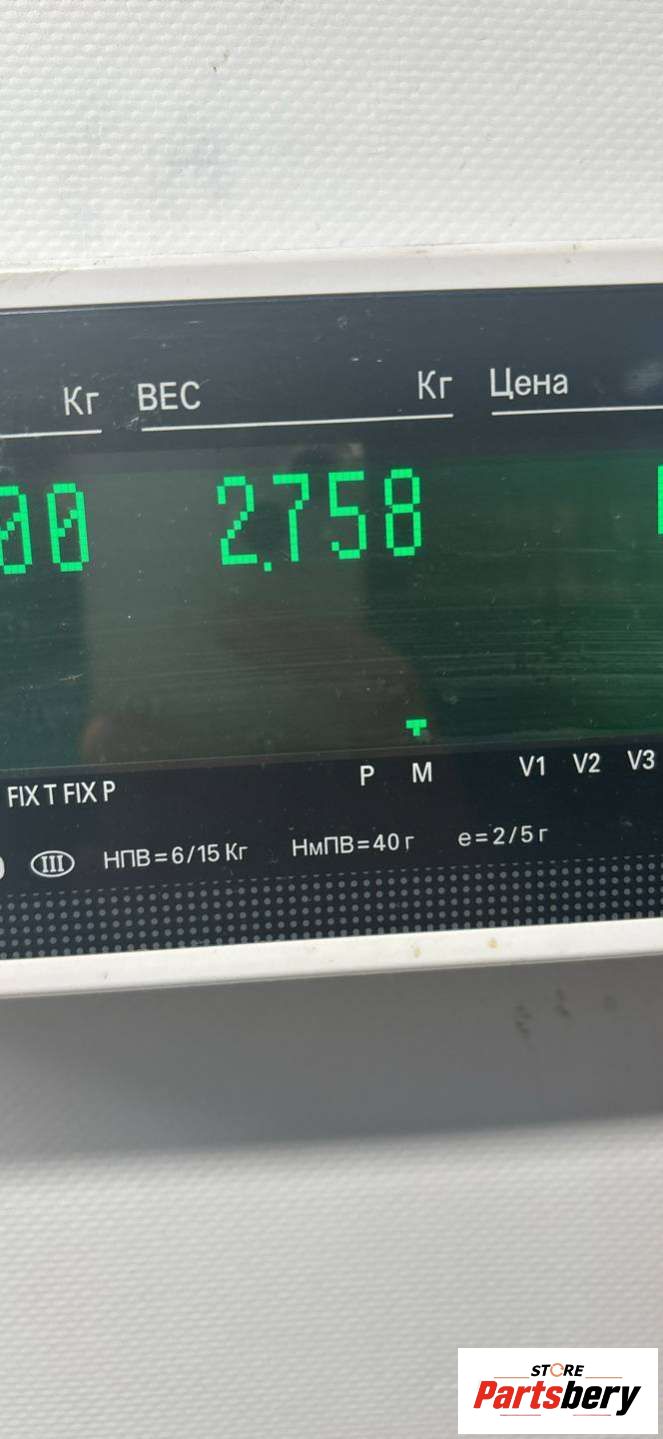 Кг ВЕС Кг Цена
00 2.758
P M V1 V2 V3
FIX T FIX P
III НПВ=6/15 Кг НмПВ=40 г e=2/5 г
STORE
Partsbery